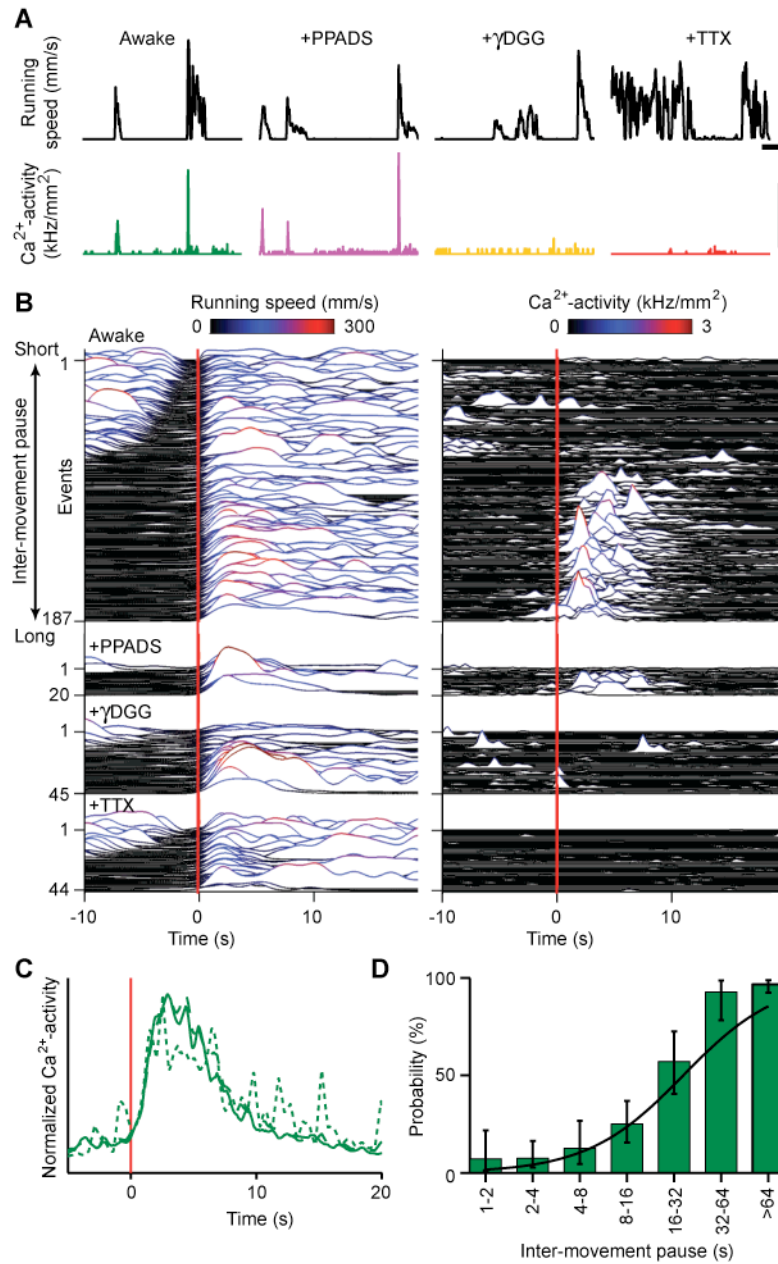 A
Awake
+PPADS
+γDGG
+TTX
Running
speed (mm/s)
Ca2+-activity
(kHz/mm2)
B
Running speed (mm/s)
0
300
Ca2+-activity (kHz/mm2)
0
3
Awake
Short
1
Inter-movement pause
Events
187
Long
+PPADS
1
20
+γDGG
1
45
+TTX
1
44
-10
0
10
Time (s)
-10
0
10
Time (s)
C
Normalized Ca2+-activity
0
10
20
Time (s)
D
Probability (%)
100
50
0
1-2
2-4
4-8
8-16
16-32
32-64
>64
Inter-movement pause (s)